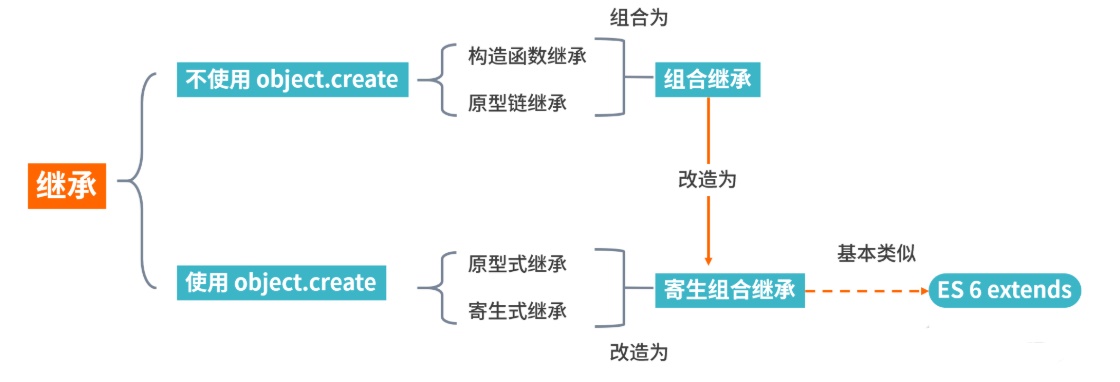 组合为
构造函数继承
不使用 object.create
组合继承
原型链继承
继承
改造为
原型式继承
基本类似
使用 object.create
寄生组合继承
ES 6 extends
寄生式继承
改造为